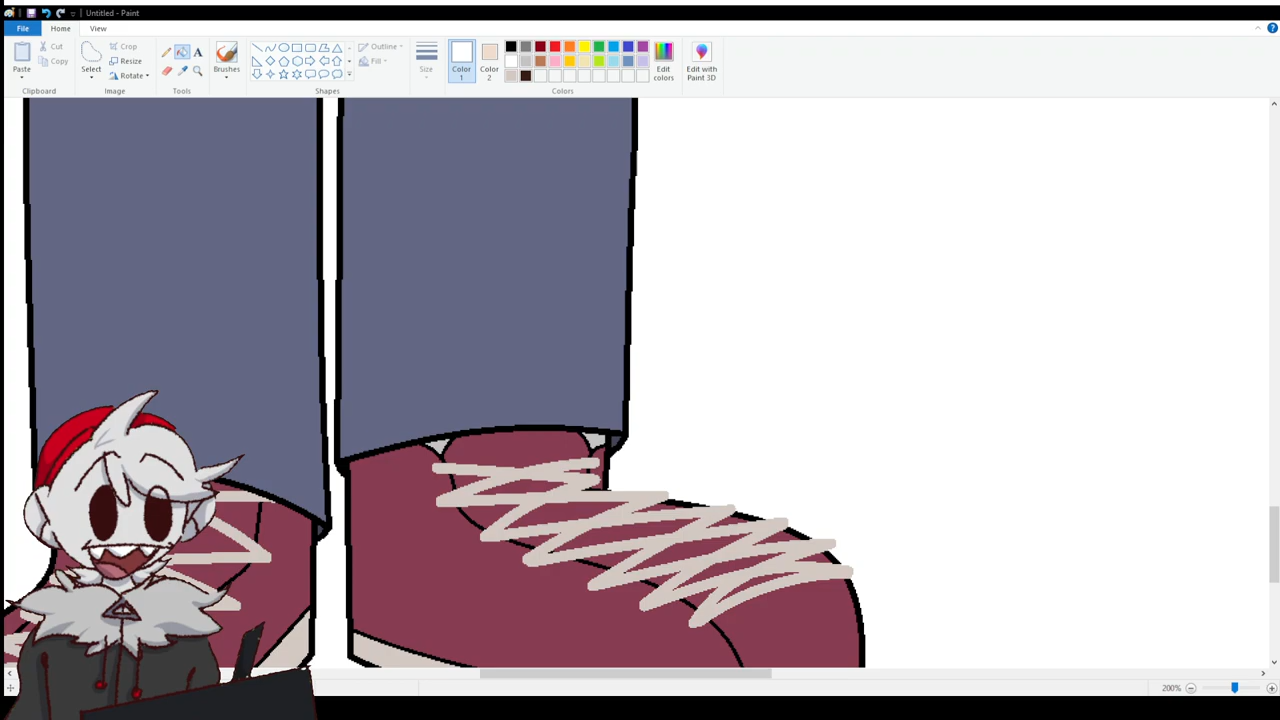 Untitled - Paint
File Home View
Paste
Cut
Copy
Clipboard
Select
Crop
Resize
Rotate
Image
A
Tools
Brushes
Outline
Fill
Shapes
Size
Color 1
Color 2
Edit colors
Colors
Edit with Paint 3D
200%